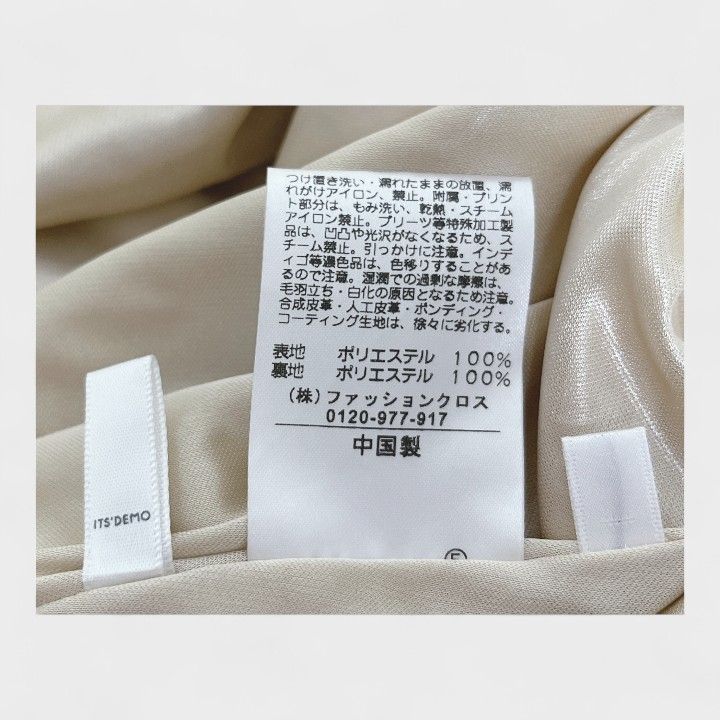 つけ置き洗い・濡れたままの放置、濡
れがけアイロン、禁止。附属・プリン
ト部分は、もみ洗い、乾熱・スチーム
アイロン禁止。プリーツ等特殊加工製
品は、凹凸や光沢がなくなるため、ス
チーム禁止。引っかけに注意。インデ
ィゴ等濃色品は、色移りすることがあ
るので注意。湿潤での過剰な摩擦は、
毛羽立ち・白化の原因となるため注意。
合成皮革・人工皮革・ボンディング・
コーティング生地は、徐々に劣化する。
表地 ポリエステル 100%
裏地 ポリエステル 100%
(株)ファッションクロス
0120-977-917
中国製
ITS'DEMO